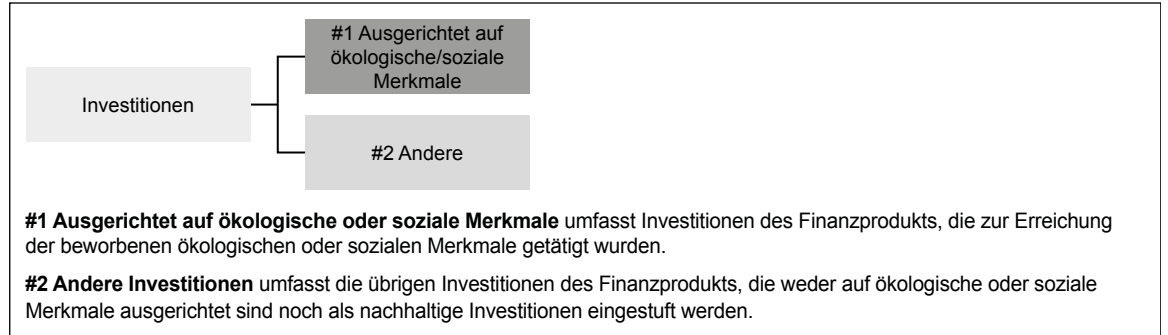 #1 Ausgerichtet auf
ökologische/soziale
Merkmale
Investitionen
#2 Andere
#1 Ausgerichtet auf ökologische oder soziale Merkmale umfasst Investitionen des Finanzprodukts, die zur Erreichung
der beworbenen ökologischen oder sozialen Merkmale getätigt wurden.
#2 Andere Investitionen umfasst die übrigen Investitionen des Finanzprodukts, die weder auf ökologische oder soziale
Merkmale ausgerichtet sind noch als nachhaltige Investitionen eingestuft werden.